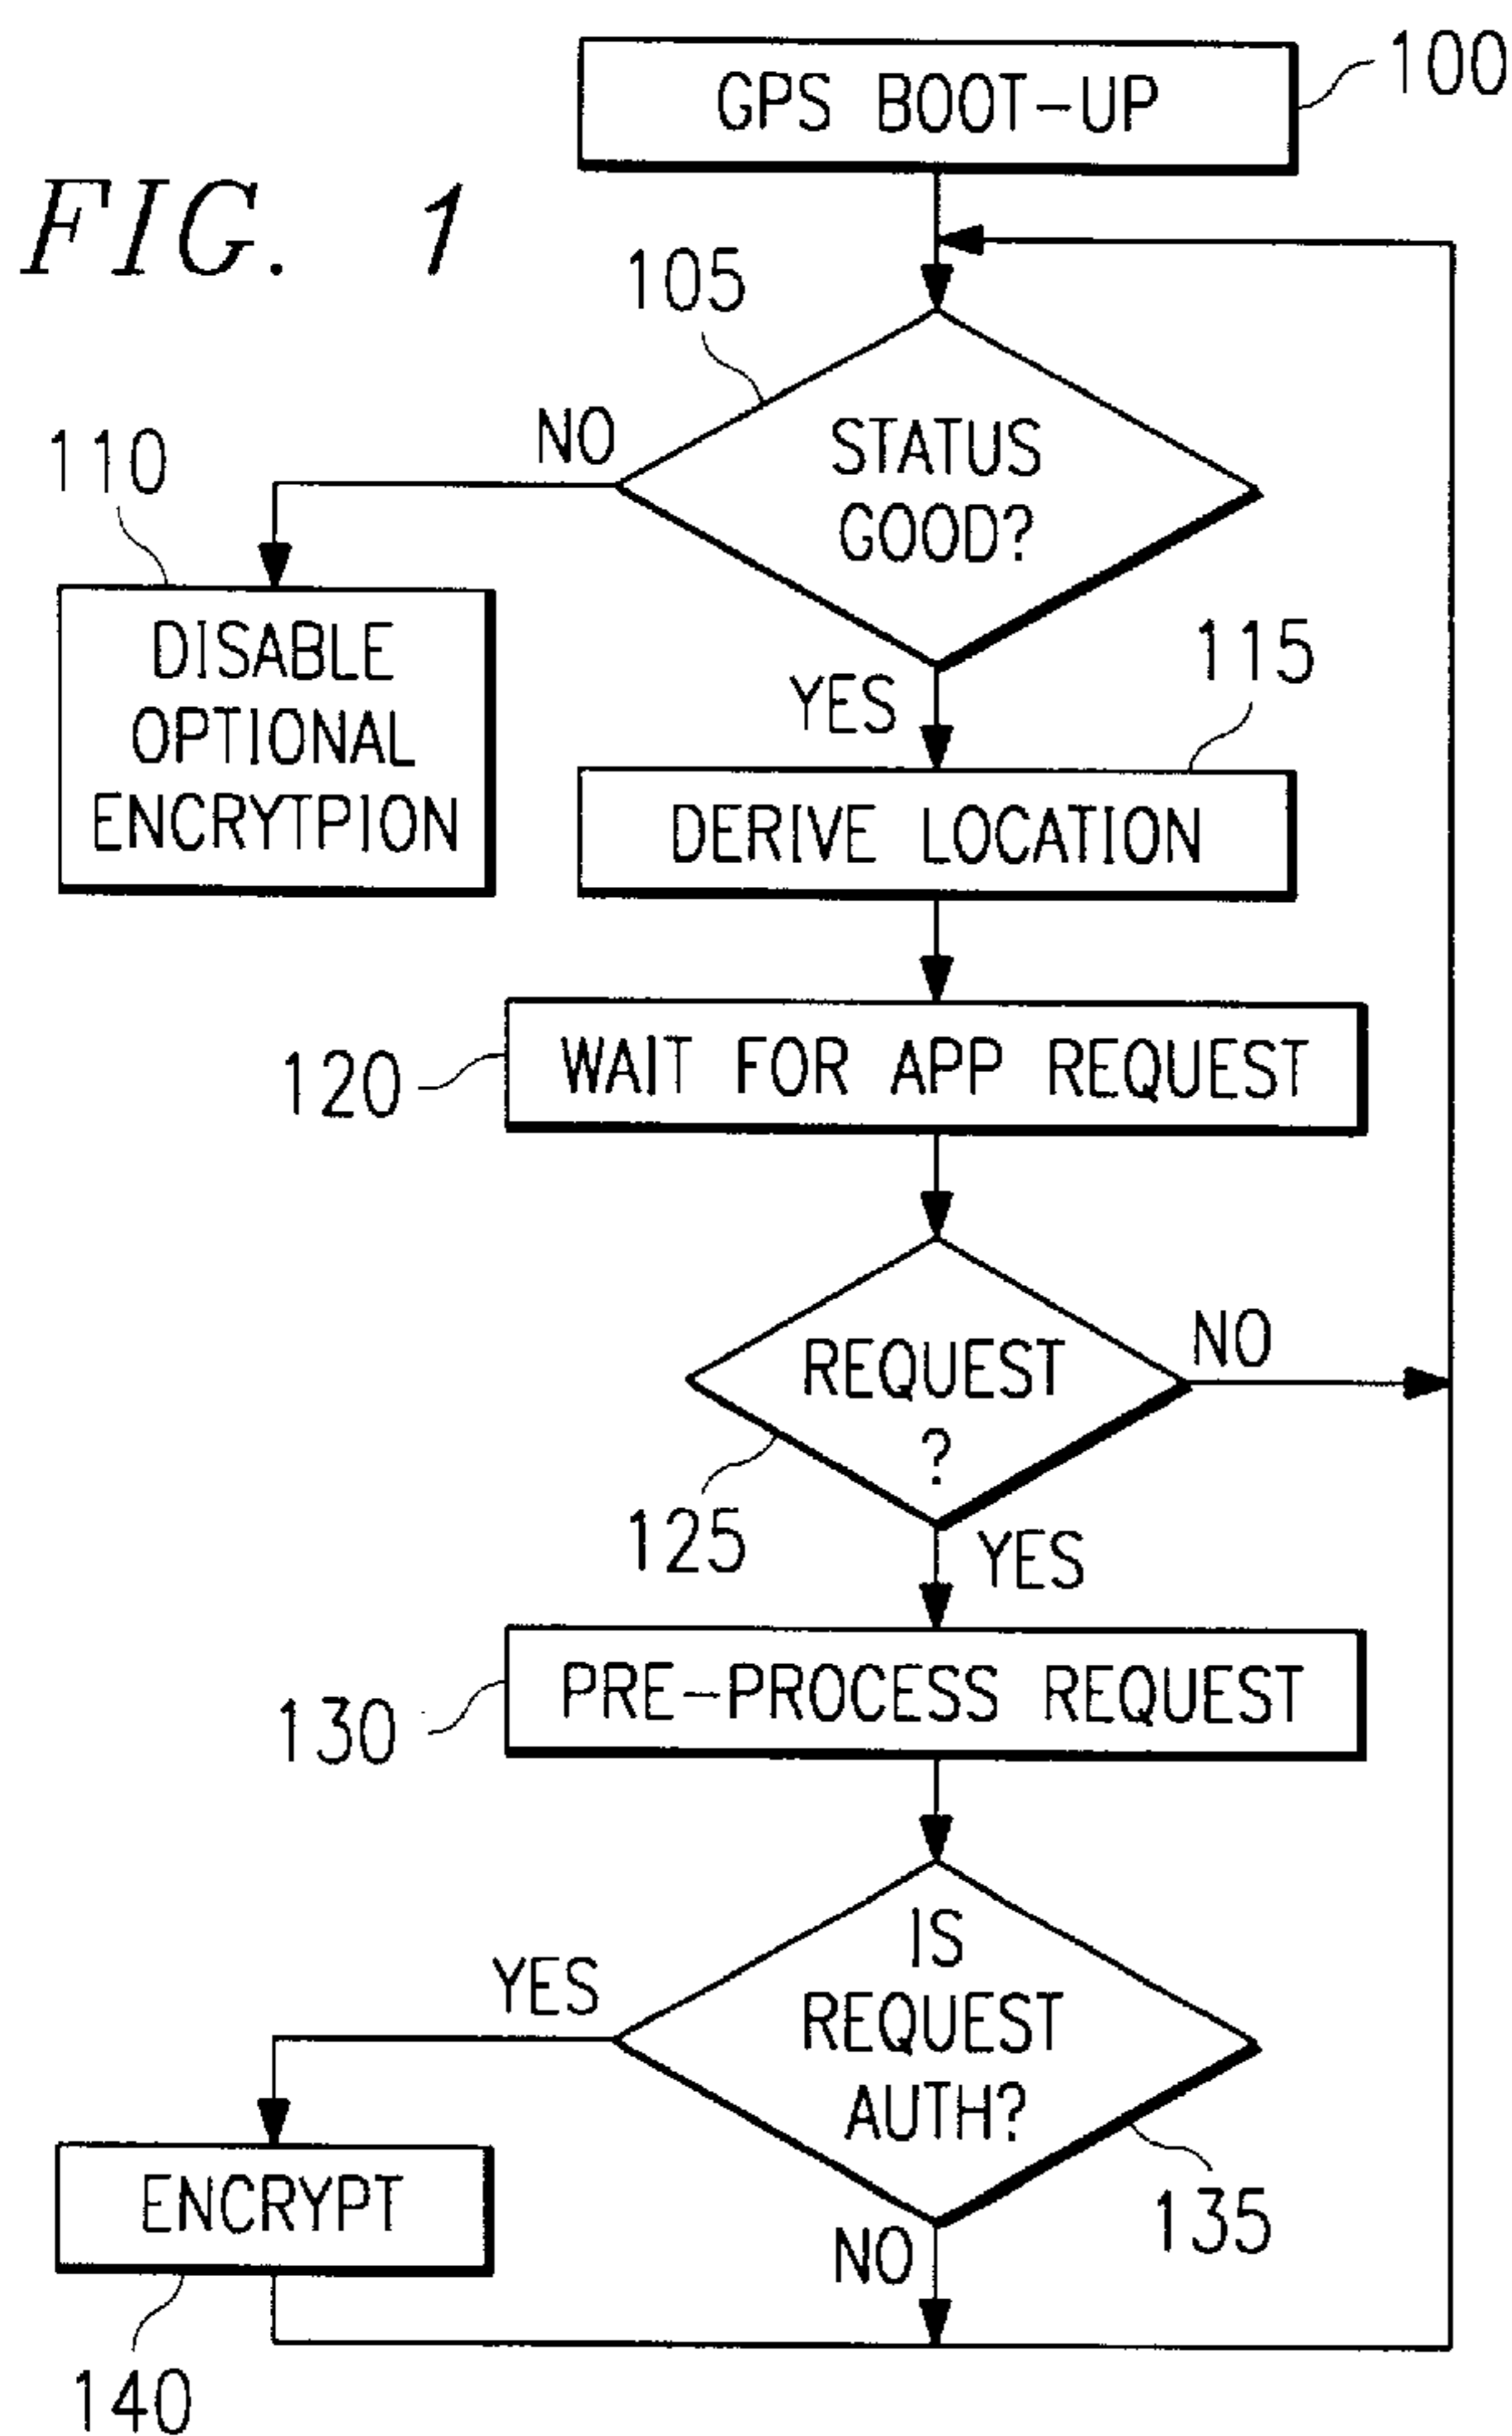 FIG. 1
GPS BOOT-UP
100
105
STATUS
GOOD?
NO
110
DISABLE
OPTIONAL
ENCRYTPION
YES
115
DERIVE LOCATION
120
WAIT FOR APP REQUEST
REQUEST
?
NO
125
YES
130
PRE-PROCESS REQUEST
IS
REQUEST
AUTH?
YES
135
ENCRYPT
NO
140